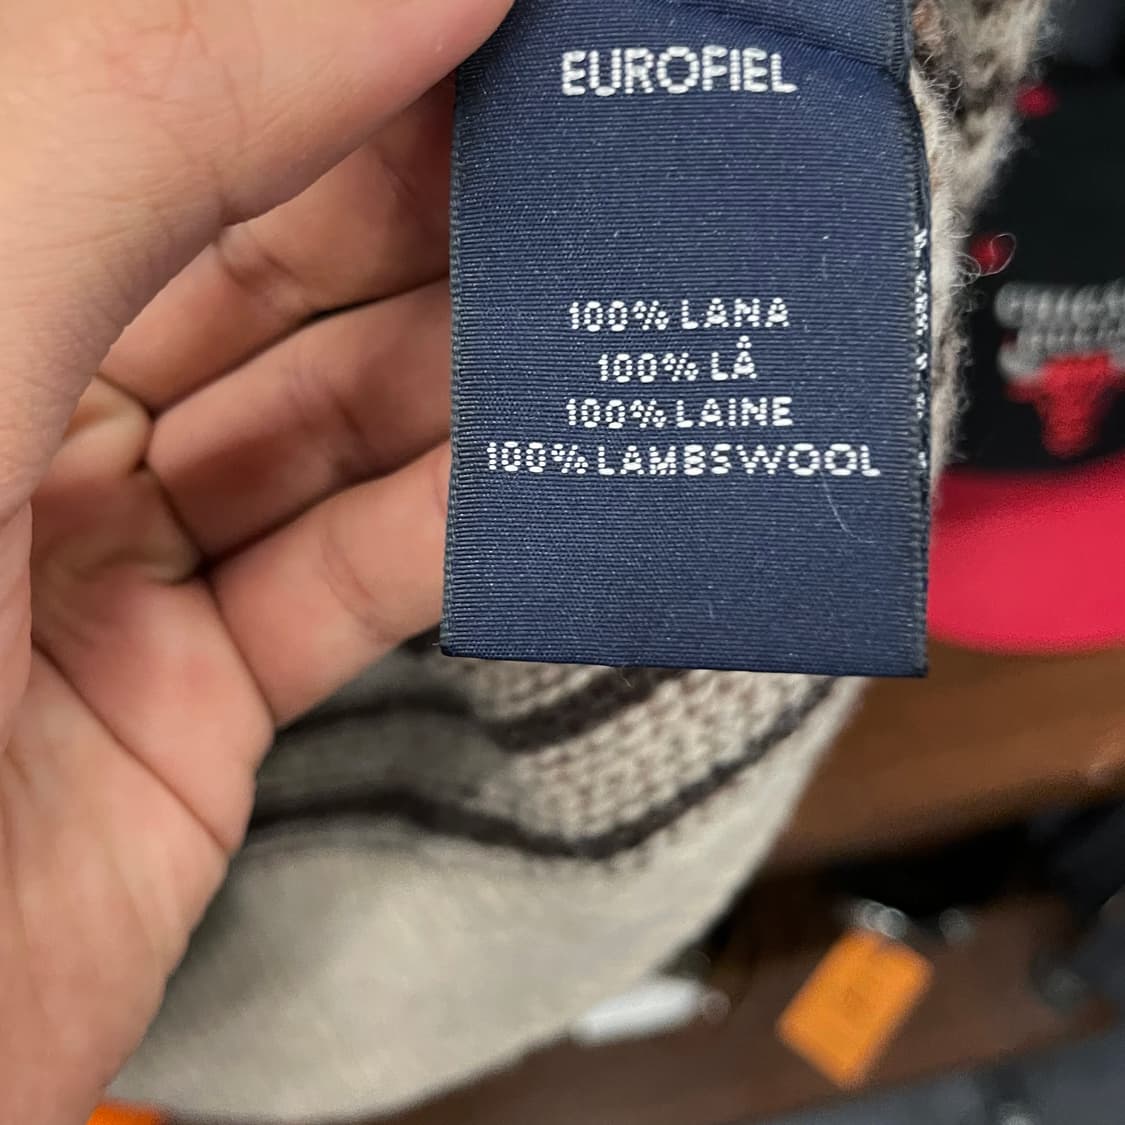 EUROFIEL
100% LANA
100% LÃ
100% LAINE
100% LAMBSWOOL